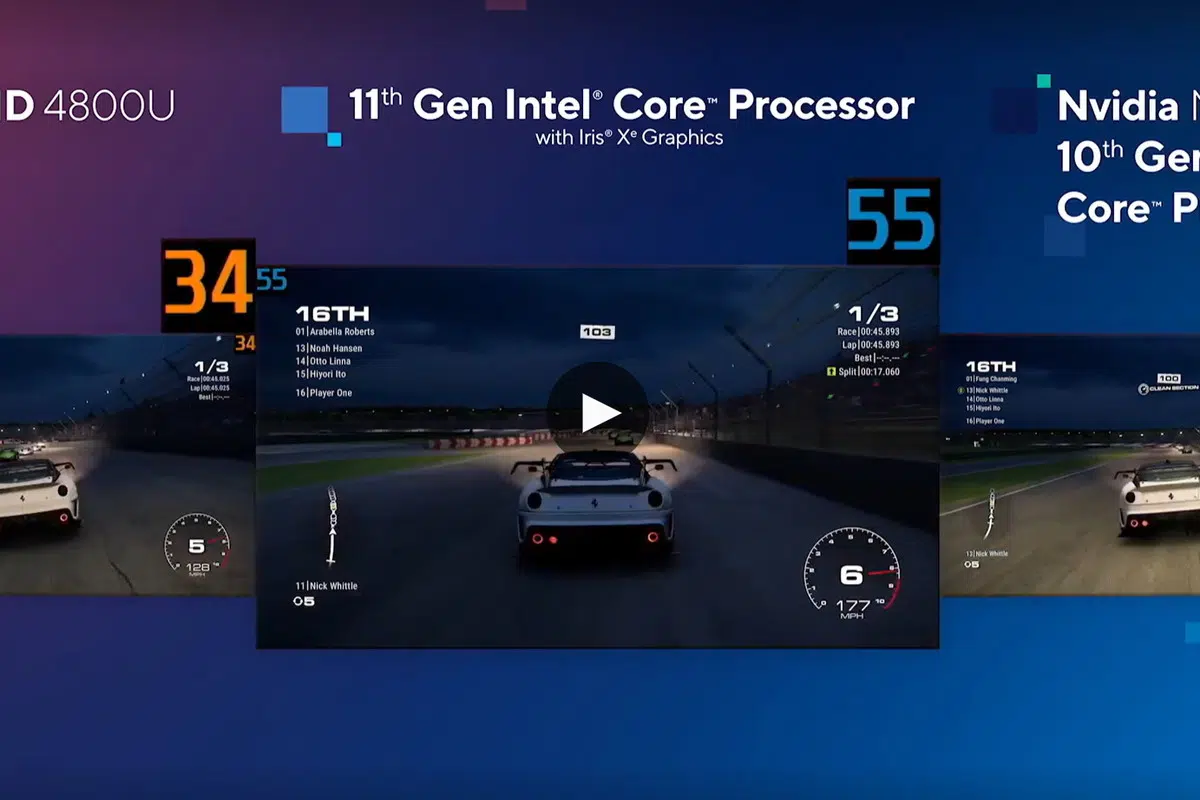 D 4800U
11th Gen Intel® Core™ Processor
with Iris® Xe Graphics
Nvidia
10th Gen
Core™ P
34
34
1/3
Race|00:45.025
Lap|00:45.025
Best|--:--.---
5
128
MPH
55
55
16TH
01|Arabella Roberts
13|Noah Hansen
14|Otto Linna
15|Hiyori Ito
16|Player One
103
1/3
Race|00:45.893
Lap|00:45.893
Best|--:--.---
Split|00:17.060
11|Nick Whittle
5
6
177
MPH
16TH
01|Fung Chanming
13|Nick Whittle
14|Otto Linna
15|Hiyori Ito
16|Player One
100
CLEAN SECTION
13|Nick Whittle
5